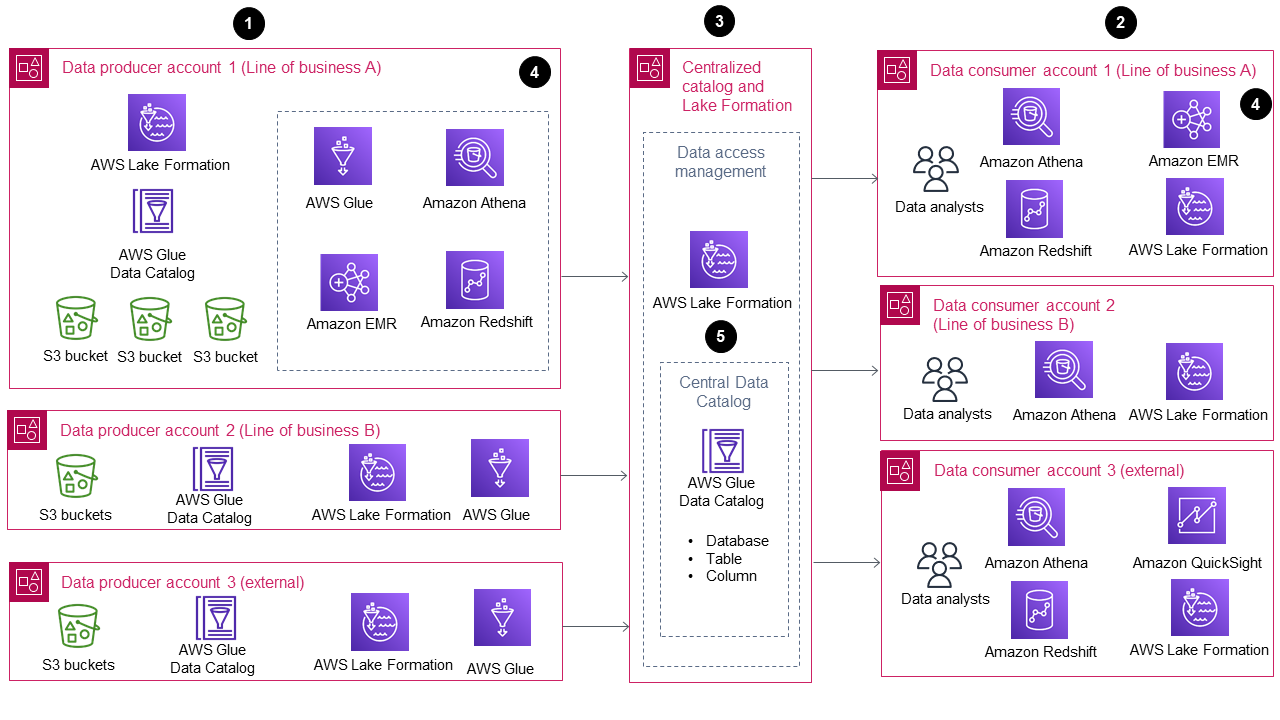 1
3
2
Data producer account 1 (Line of business A)
4
AWS Lake Formation
AWS Glue
Data Catalog
S3 bucket
S3 bucket
S3 bucket
AWS Glue
Amazon Athena
Amazon EMR
Amazon Redshift
Data producer account 2 (Line of business B)
S3 buckets
AWS Glue
Data Catalog
AWS Lake Formation
AWS Glue
Data producer account 3 (external)
S3 buckets
AWS Glue
Data Catalog
AWS Lake Formation
AWS Glue
Centralized
catalog and
Lake Formation
Data access
management
AWS Lake Formation
5
Central Data
Catalog
AWS Glue
Data Catalog
• Database
• Table
• Column
Data consumer account 1 (Line of business A)
4
Data analysts
Amazon Athena
Amazon EMR
Amazon Redshift
AWS Lake Formation
Data consumer account 2
(Line of business B)
Data analysts
Amazon Athena
AWS Lake Formation
Data consumer account 3 (external)
Data analysts
Amazon Athena
Amazon QuickSight
Amazon Redshift
AWS Lake Formation